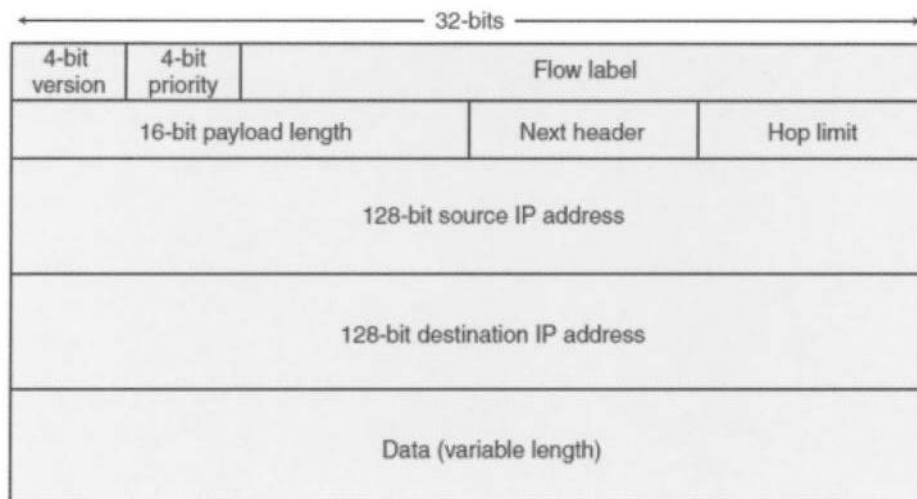 32-bits
4-bit version
4-bit priority
Flow label
16-bit payload length
Next header
Hop limit
128-bit source IP address
128-bit destination IP address
Data (variable length)